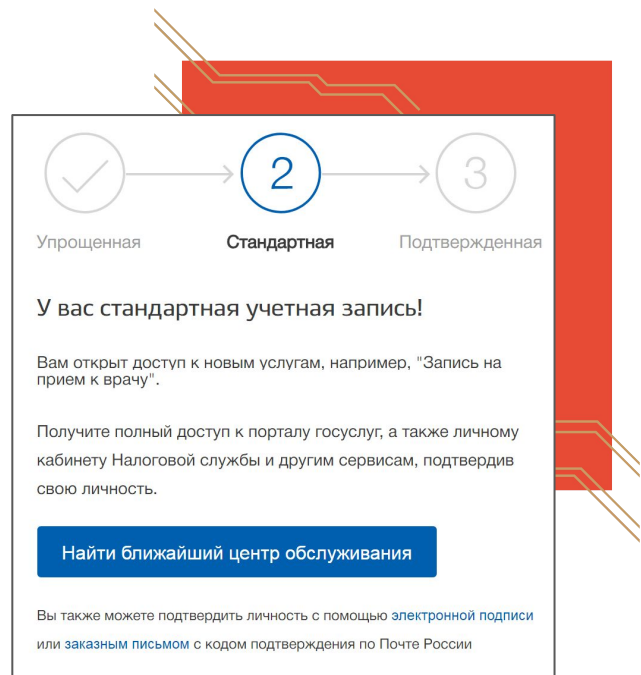 2
3
Упрощенная
Стандартная
Подтвержденная
У вас стандартная учетная запись!
Вам открыт доступ к новым услугам, например, "Запись на
прием к врачу".
Получите полный доступ к порталу госуслуг, а также личному
кабинету Налоговой службы и другим сервисам, подтвердив
свою личность.
Найти ближайший центр обслуживания
Вы также можете подтвердить личность с помощью электронной подписи
или заказным письмом с кодом подтверждения по Почте России